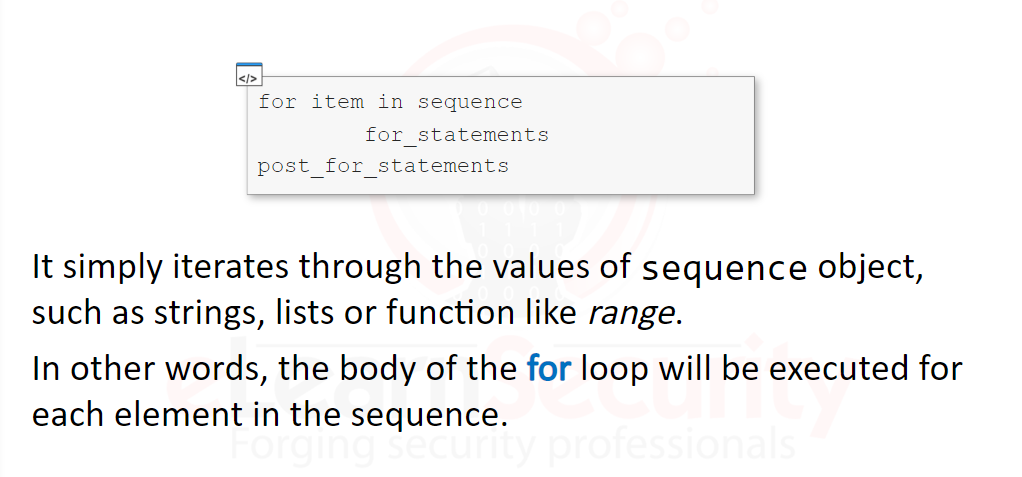 </>
for item in sequence
for_statements
post_for_statements
It simply iterates through the values of sequence object,
such as strings, lists or function like range.
In other words, the body of the for loop will be executed for
each element in the sequence.
eLearnSecurity
Forging security professionals